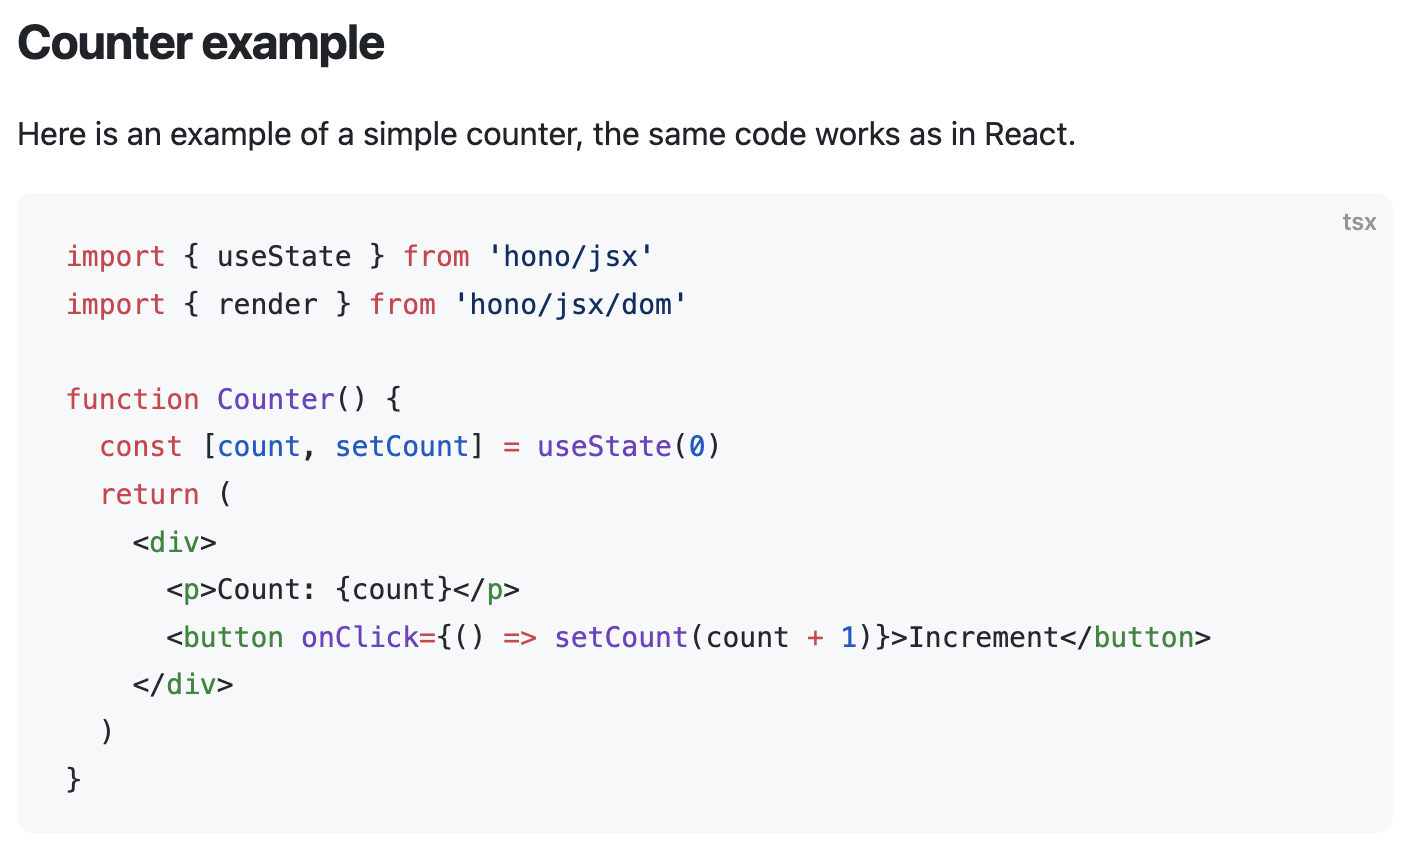 Counter example
Here is an example of a simple counter, the same code works as in React.
tsx
import { useState } from 'hono/jsx'
import { render } from 'hono/jsx/dom'

function Counter() {
  const [count, setCount] = useState(0)
  return (
    <div>
      <p>Count: {count}</p>
      <button onClick={() => setCount(count + 1)}>Increment</button>
    </div>
  )
}